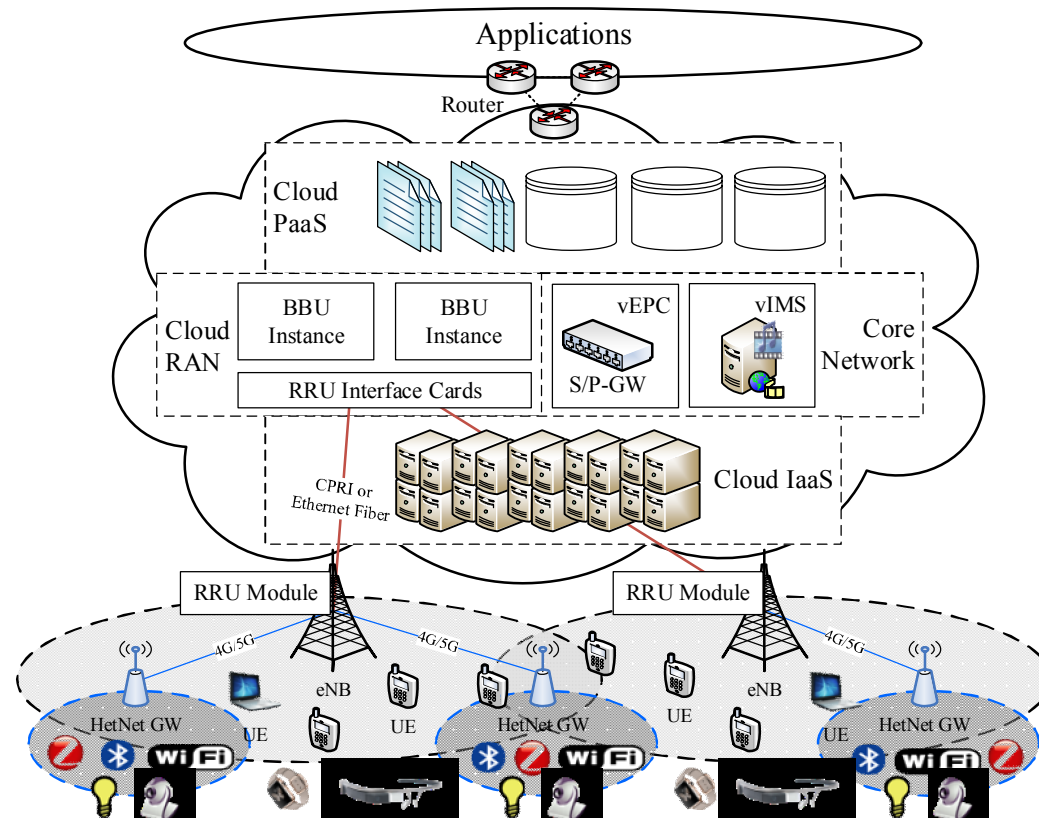 Applications
Router
Cloud
PaaS
Cloud
RAN
BBU
Instance
BBU
Instance
RRU Interface Cards
vEPC
S/P-GW
vIMS
Core
Network
Cloud IaaS
CPRI or
Ethernet Fiber
RRU Module
RRU Module
4G/5G
4G/5G
4G/5G
eNB
eNB
UE
UE
UE
HetNet GW
HetNet GW
HetNet GW
Z
WiFi
Z
WiFi
WiFi
Z